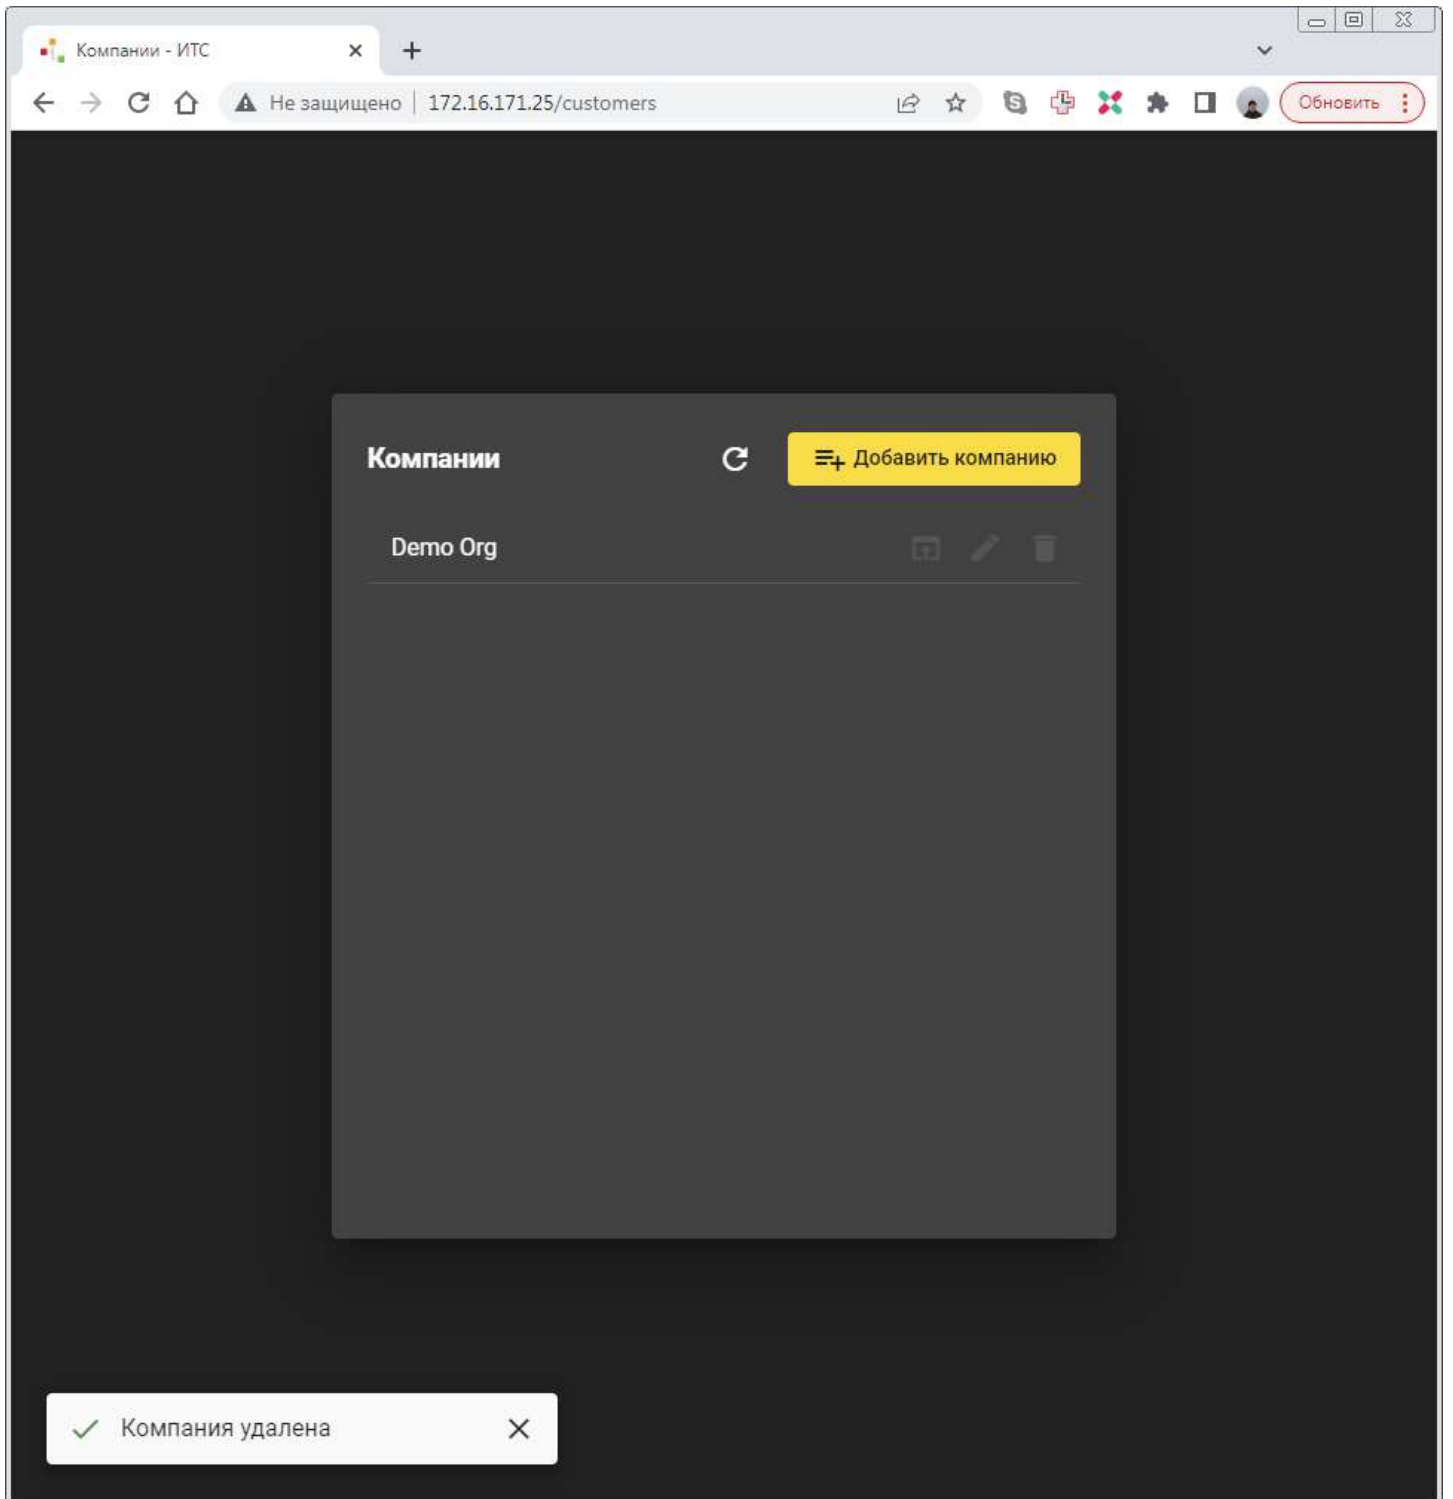 Компании - ИТС
Не защищено | 172.16.171.25/customers
Обновить
Компании
Добавить компанию
Demo Org
Компания удалена